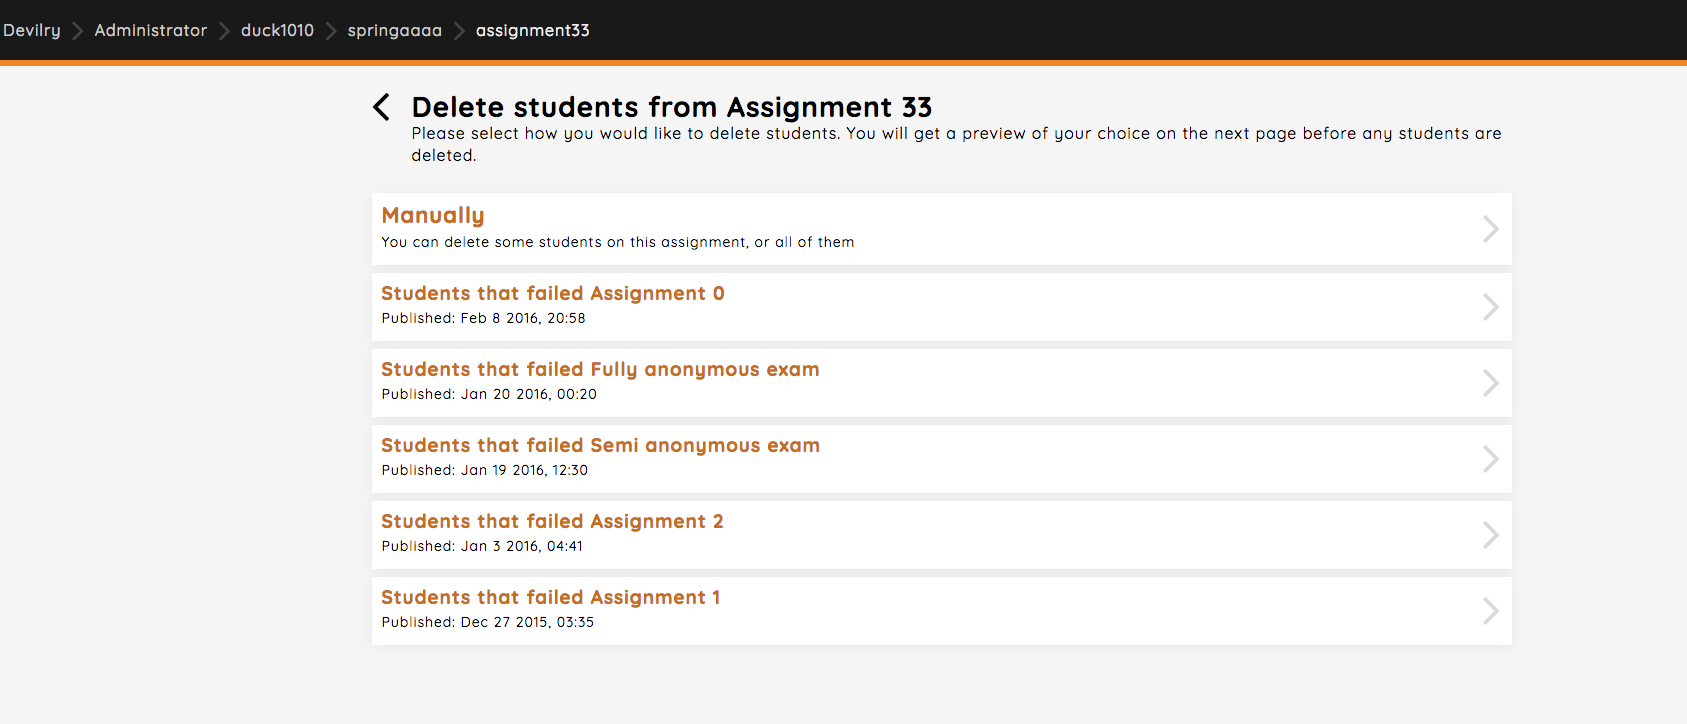 Devilry Administrator duck1010 springaaaa assignment33
Delete students from Assignment 33
Please select how you would like to delete students. You will get a preview of your choice on the next page before any students are
deleted.
Manually
You can delete some students on this assignment, or all of them
Students that failed Assignment 0
Published: Feb 8 2016, 20:58
Students that failed Fully anonymous exam
Published: Jan 20 2016, 00:20
Students that failed Semi anonymous exam
Published: Jan 19 2016, 12:30
Students that failed Assignment 2
Published: Jan 3 2016, 04:41
Students that failed Assignment 1
Published: Dec 27 2015, 03:35